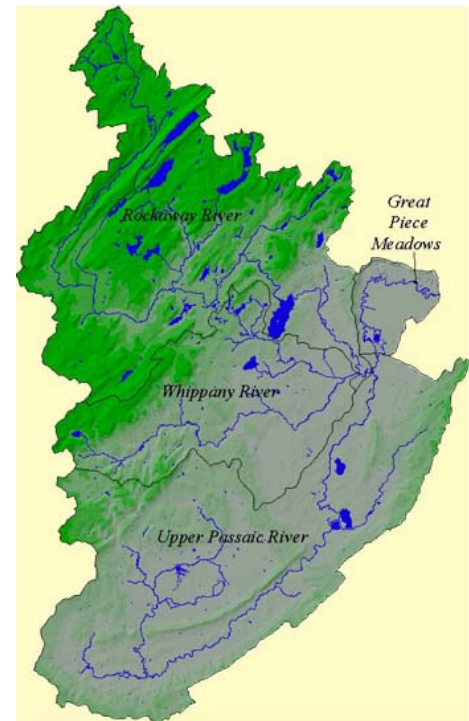 Rockaway River
Great
Piece
Meadows
Whippany River
Upper Passaic River